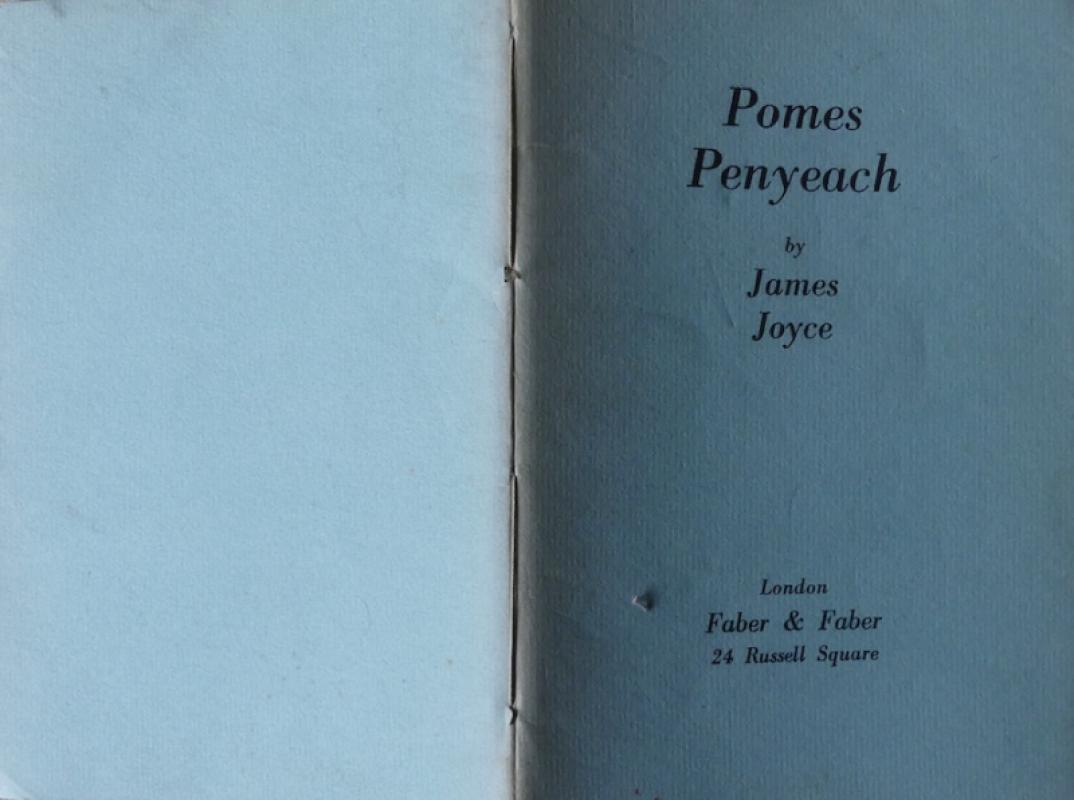 Pomes
Penyeach
by
James
Joyce
London
Faber & Faber
24 Russell Square